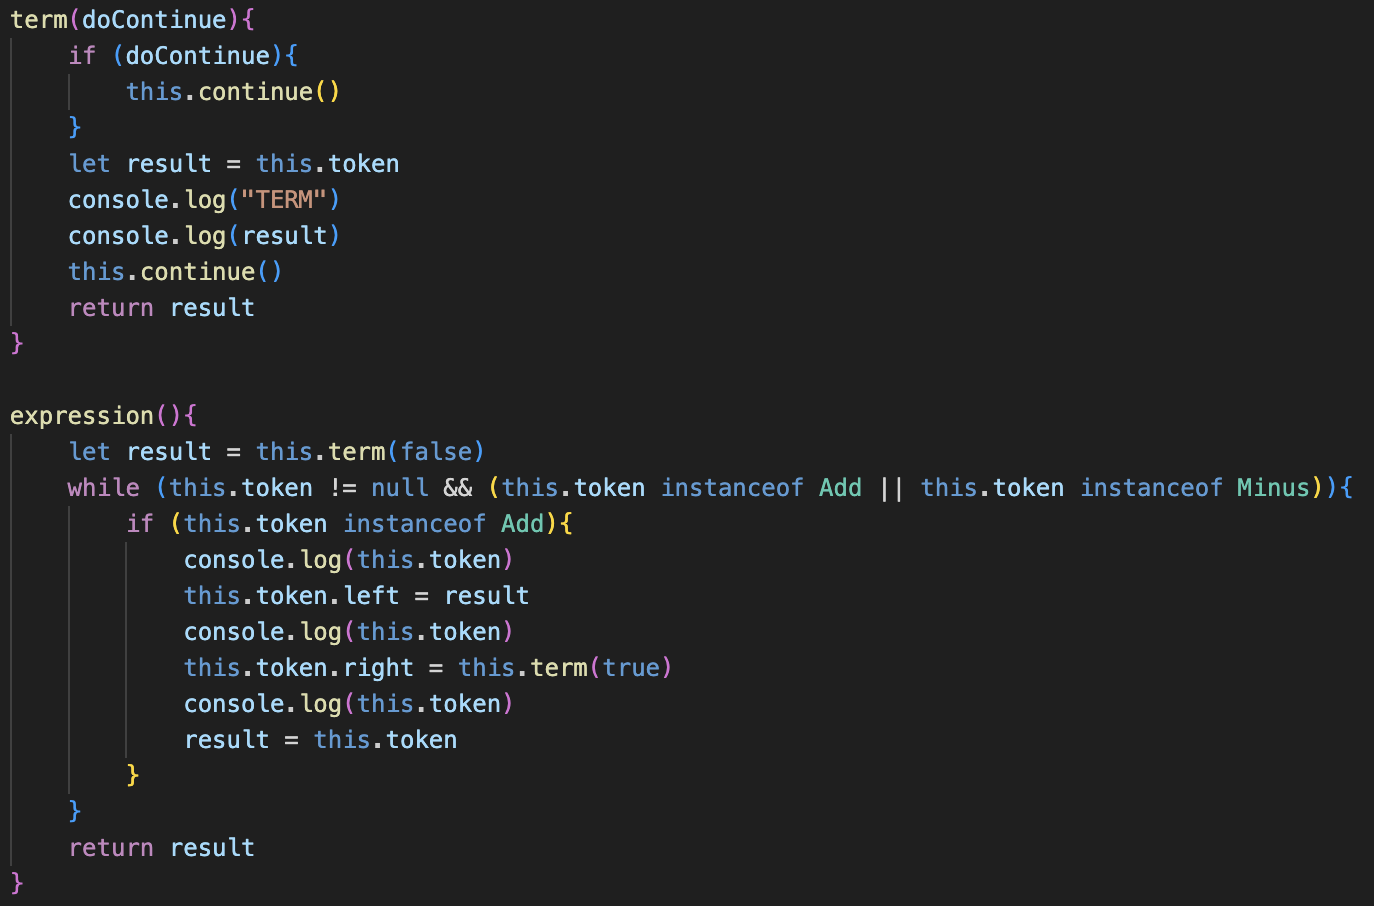 term(doContinue){
    if (doContinue){
        this.continue()
    }
    let result = this.token
    console.log("TERM")
    console.log(result)
    this.continue()
    return result
}

expression(){
    let result = this.term(false)
    while (this.token != null && (this.token instanceof Add || this.token instanceof Minus)){
        if (this.token instanceof Add){
            console.log(this.token)
            this.token.left = result
            console.log(this.token)
            this.token.right = this.term(true)
            console.log(this.token)
            result = this.token
        }
    }
    return result
}